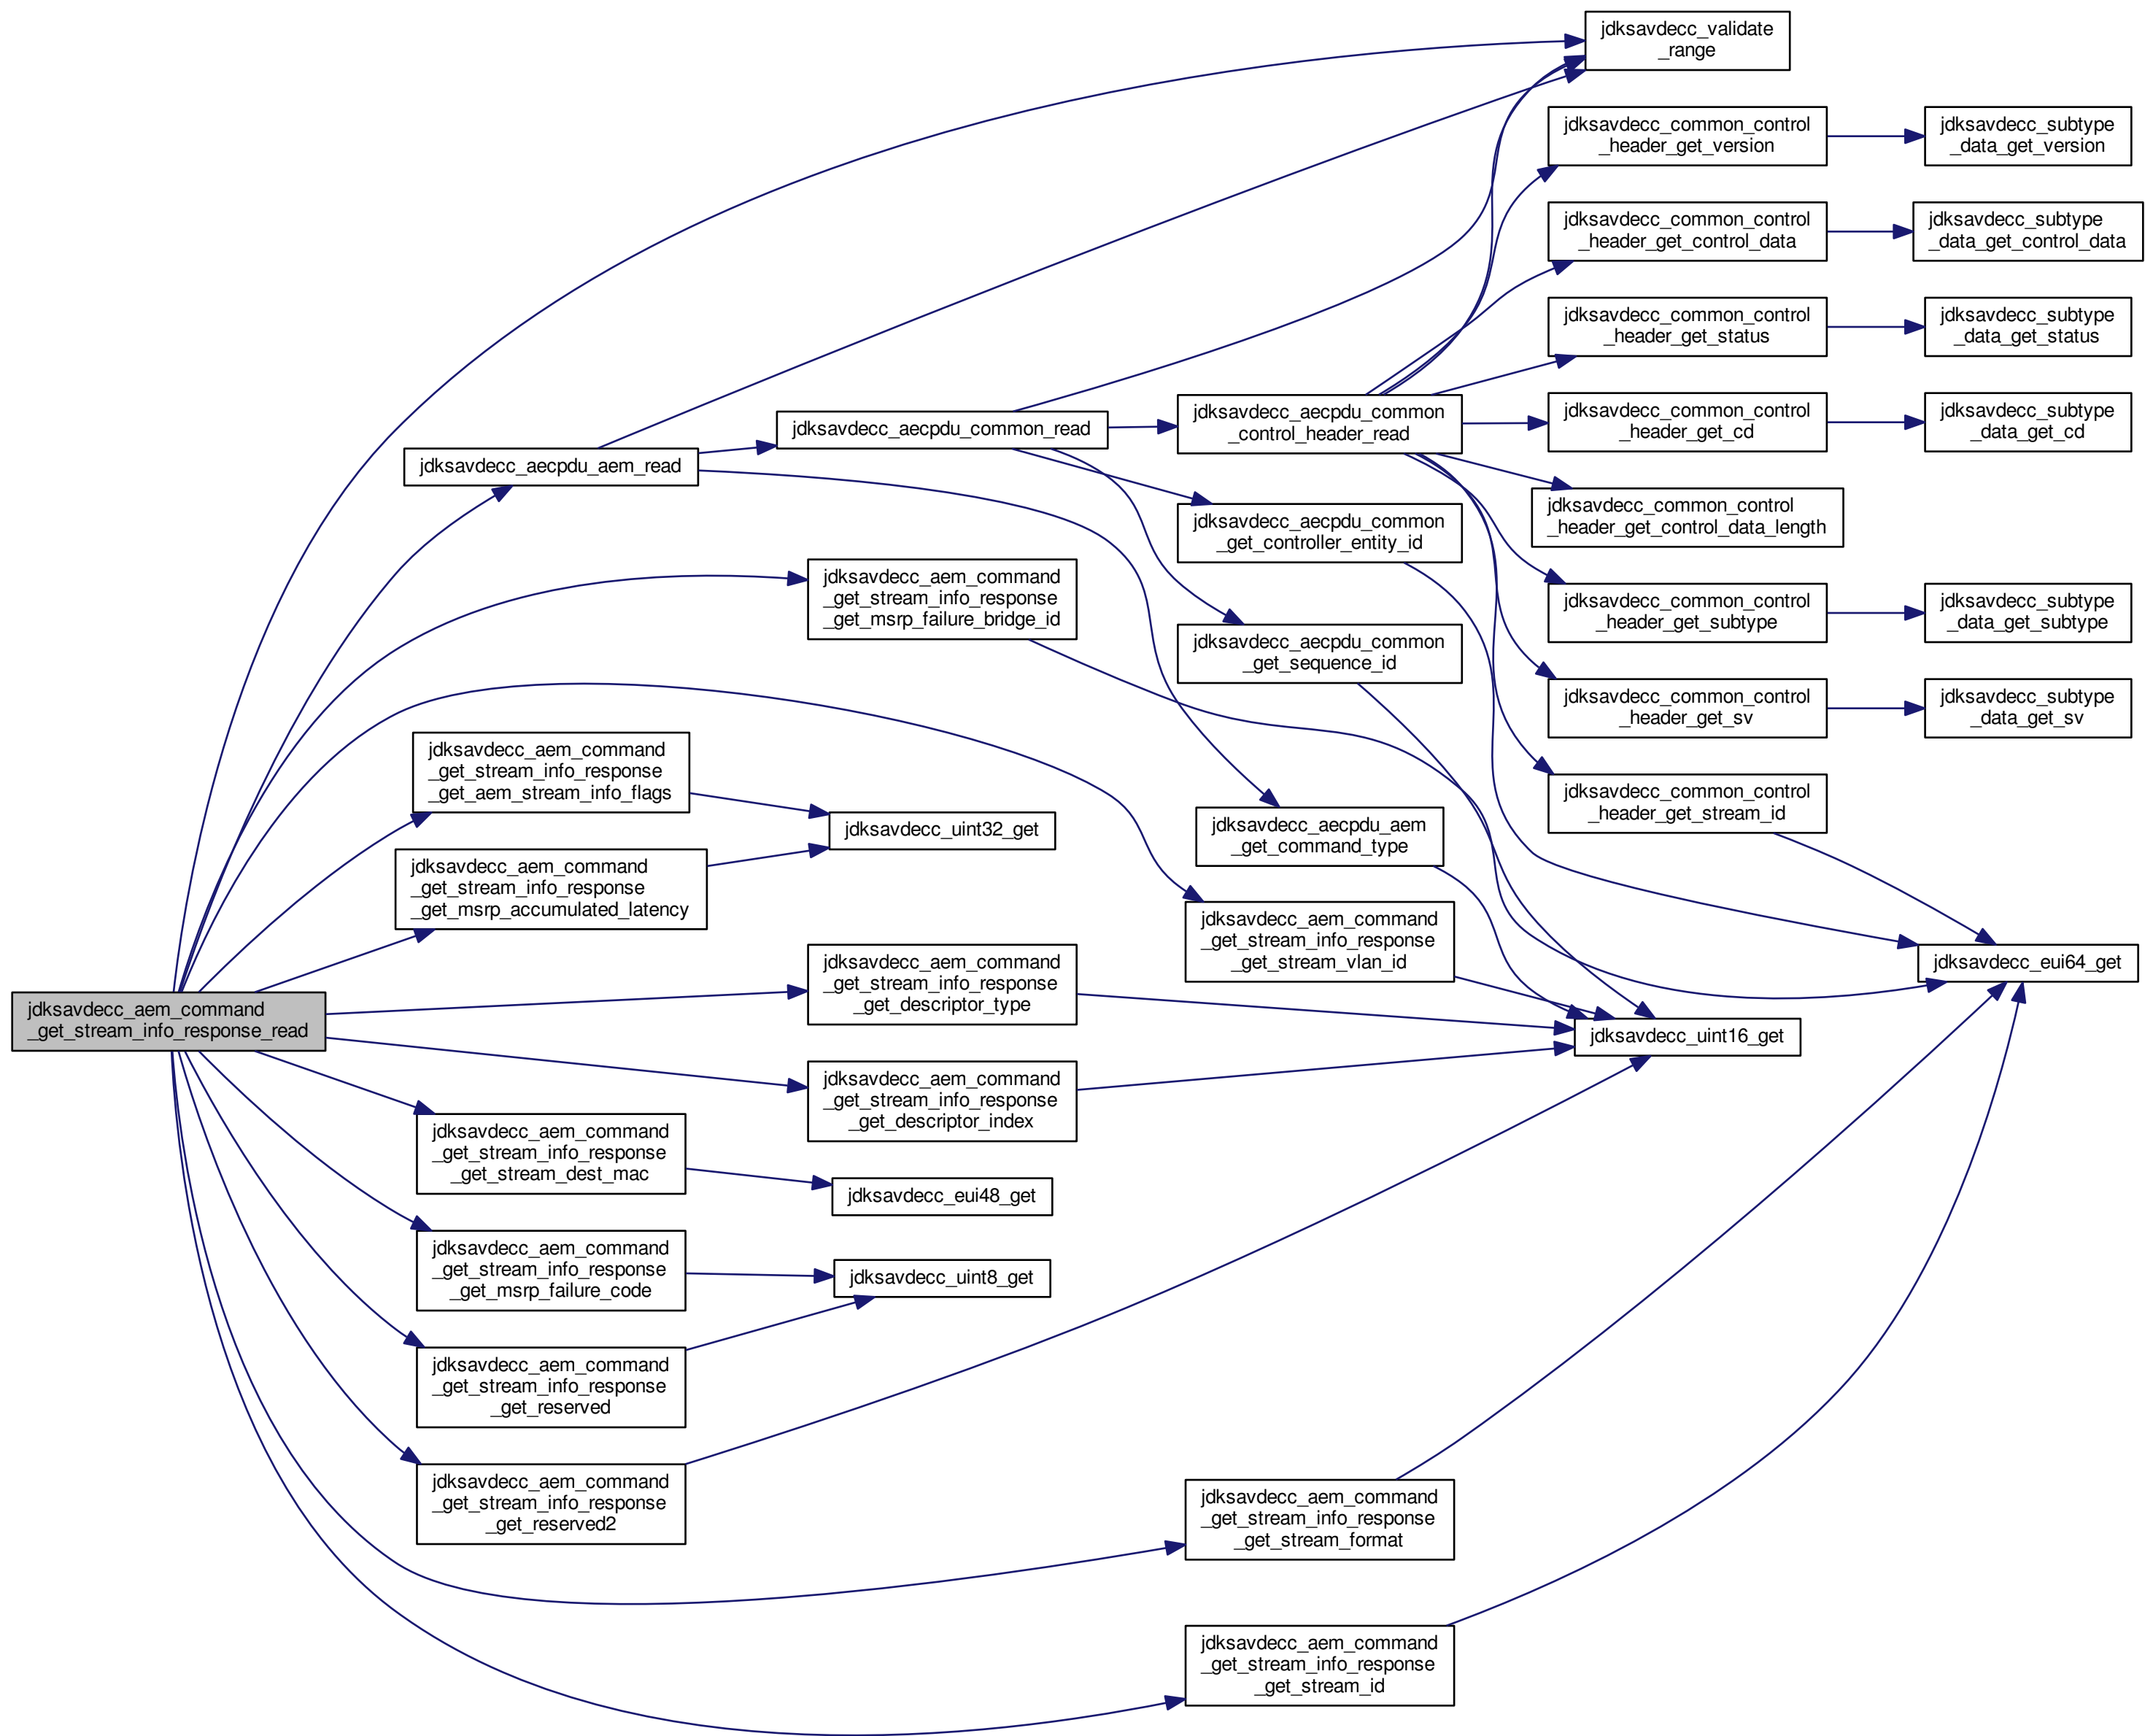 jdksavdecc_aem_command
_get_stream_info_response_read
jdksavdecc_aecpdu_aem_read
jdksavdecc_aem_command
_get_stream_info_response
_get_aem_stream_info_flags
jdksavdecc_aem_command
_get_stream_info_response
_get_msrp_accumulated_latency
jdksavdecc_aem_command
_get_stream_info_response
_get_stream_dest_mac
jdksavdecc_aem_command
_get_stream_info_response
_get_msrp_failure_code
jdksavdecc_aem_command
_get_stream_info_response
_get_reserved
jdksavdecc_aem_command
_get_stream_info_response
_get_reserved2
jdksavdecc_aecpdu_common_read
jdksavdecc_aem_command
_get_stream_info_response
_get_msrp_failure_bridge_id
jdksavdecc_uint32_get
jdksavdecc_aem_command
_get_stream_info_response
_get_descriptor_type
jdksavdecc_aem_command
_get_stream_info_response
_get_descriptor_index
jdksavdecc_eui48_get
jdksavdecc_uint8_get
jdksavdecc_aecpdu_common
_control_header_read
jdksavdecc_aecpdu_common
_get_controller_entity_id
jdksavdecc_aecpdu_common
_get_sequence_id
jdksavdecc_aecpdu_aem
_get_command_type
jdksavdecc_aem_command
_get_stream_info_response
_get_stream_vlan_id
jdksavdecc_aem_command
_get_stream_info_response
_get_stream_format
jdksavdecc_aem_command
_get_stream_info_response
_get_stream_id
jdksavdecc_validate
_range
jdksavdecc_common_control
_header_get_version
jdksavdecc_common_control
_header_get_control_data
jdksavdecc_common_control
_header_get_status
jdksavdecc_common_control
_header_get_cd
jdksavdecc_common_control
_header_get_control_data_length
jdksavdecc_common_control
_header_get_subtype
jdksavdecc_common_control
_header_get_sv
jdksavdecc_common_control
_header_get_stream_id
jdksavdecc_uint16_get
jdksavdecc_subtype
_data_get_version
jdksavdecc_subtype
_data_get_control_data
jdksavdecc_subtype
_data_get_status
jdksavdecc_subtype
_data_get_cd
jdksavdecc_subtype
_data_get_subtype
jdksavdecc_subtype
_data_get_sv
jdksavdecc_eui64_get